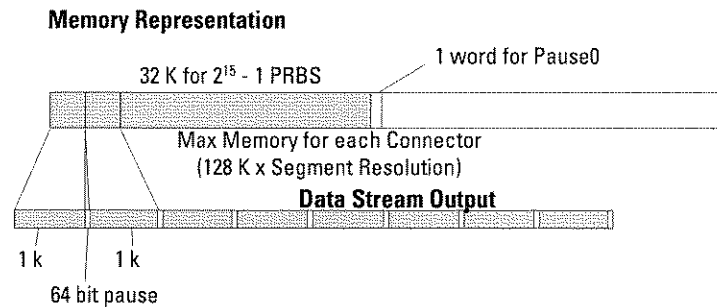 Memory Representation
1 word for Pause0
32 K for 2¹⁵ - 1 PRBS
Max Memory for each Connector
(128 K x Segment Resolution)
Data Stream Output
1 k
1 k
64 bit pause